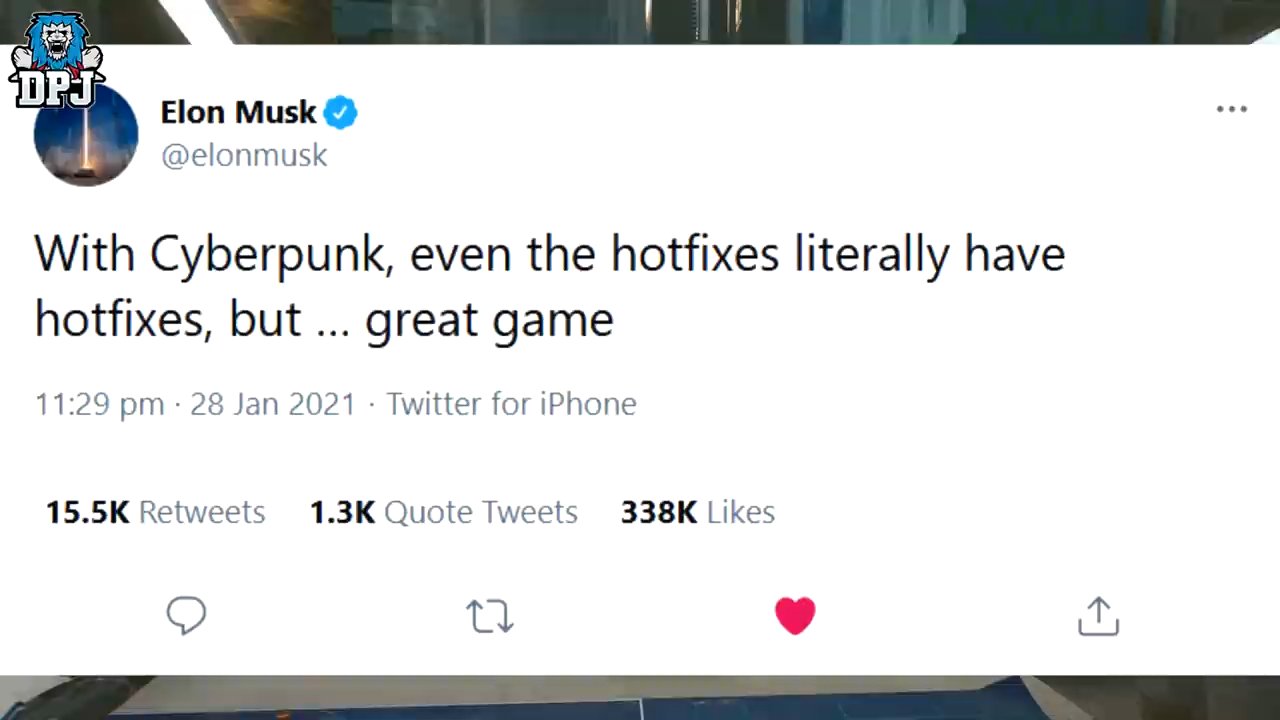 DPJ
Elon Musk
@elonmusk
With Cyberpunk, even the hotfixes literally have
hotfixes, but ... great game
11:29 pm · 28 Jan 2021 · Twitter for iPhone
15.5K Retweets 1.3K Quote Tweets 338K Likes